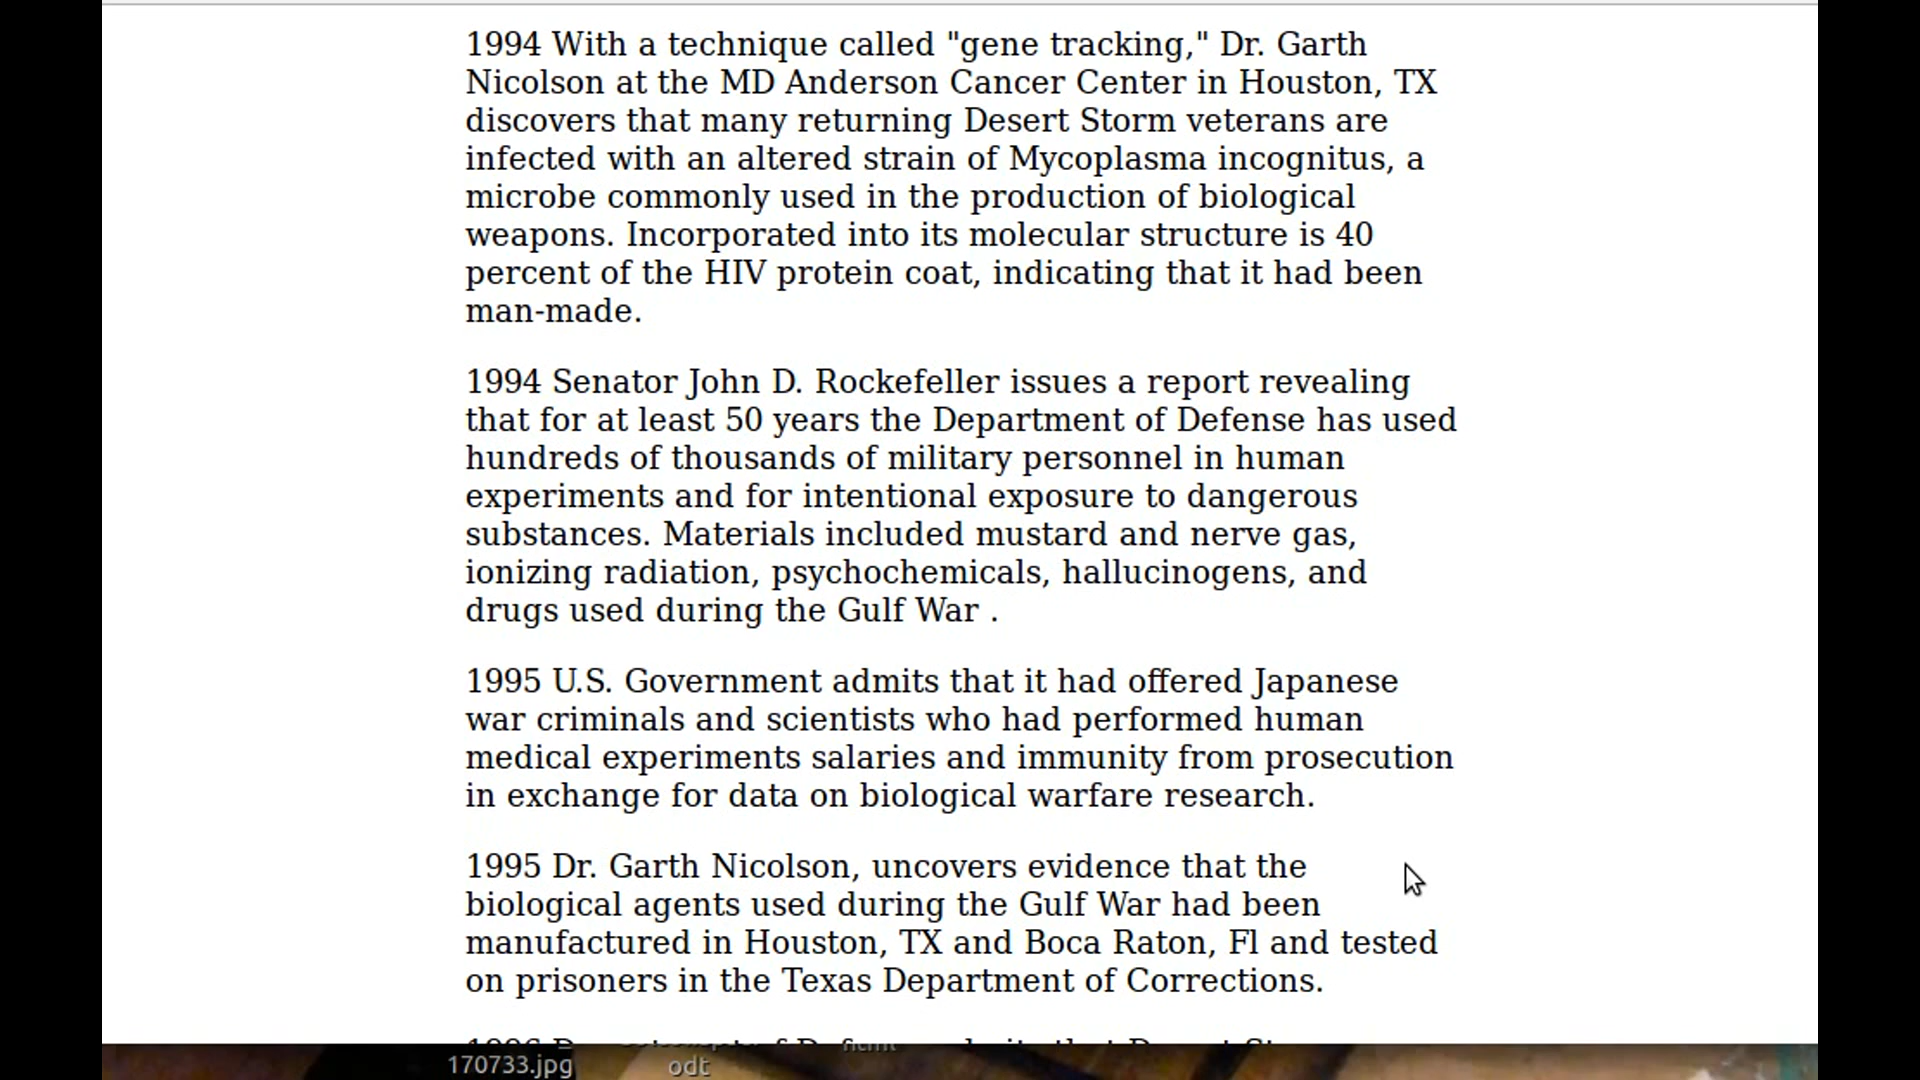 1994 With a technique called "gene tracking," Dr. Garth
Nicolson at the MD Anderson Cancer Center in Houston, TX
discovers that many returning Desert Storm veterans are
infected with an altered strain of Mycoplasma incognitus, a
microbe commonly used in the production of biological
weapons. Incorporated into its molecular structure is 40
percent of the HIV protein coat, indicating that it had been
man-made.
1994 Senator John D. Rockefeller issues a report revealing
that for at least 50 years the Department of Defense has used
hundreds of thousands of military personnel in human
experiments and for intentional exposure to dangerous
substances. Materials included mustard and nerve gas,
ionizing radiation, psychochemicals, hallucinogens, and
drugs used during the Gulf War .
1995 U.S. Government admits that it had offered Japanese
war criminals and scientists who had performed human
medical experiments salaries and immunity from prosecution
in exchange for data on biological warfare research.
1995 Dr. Garth Nicolson, uncovers evidence that the
biological agents used during the Gulf War had been
manufactured in Houston, TX and Boca Raton, Fl and tested
on prisoners in the Texas Department of Corrections.
170733.jpg
odt